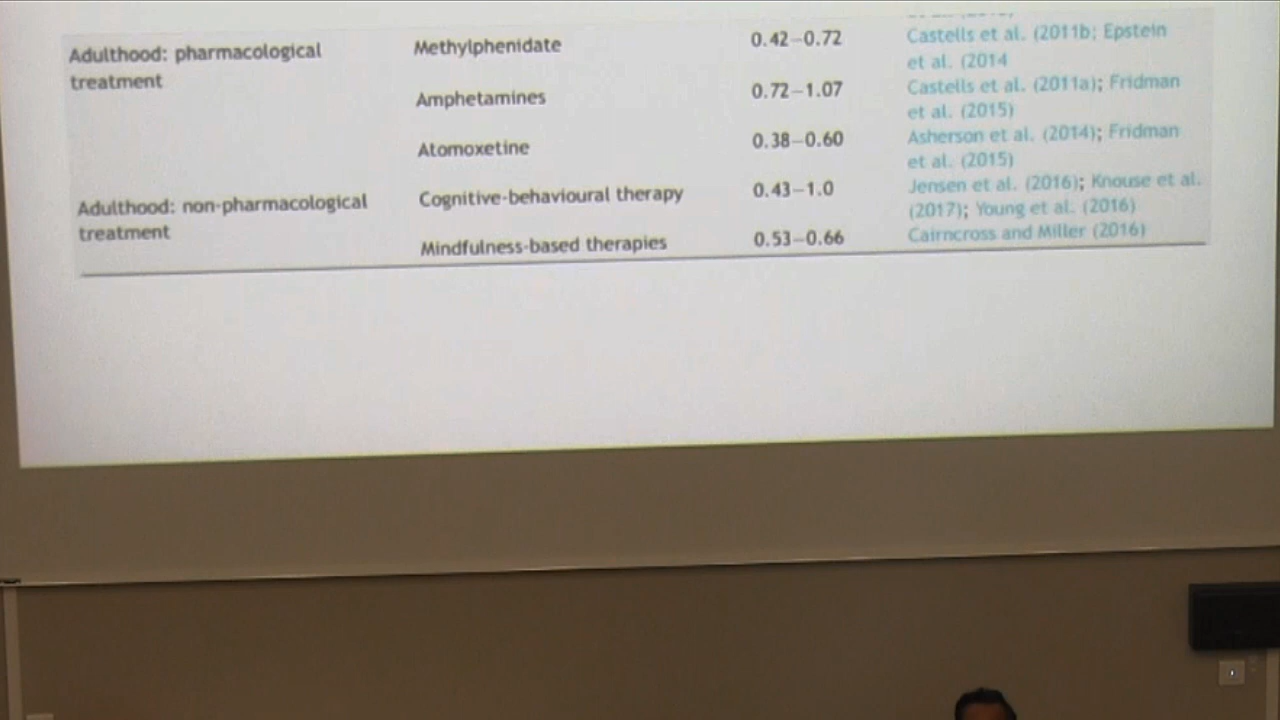 Adulthood: pharmacological
treatment
Methylphenidate
0.42–0.72
Castells et al. (2011b; Epstein
et al. (2014
Amphetamines
0.72–1.07
Castells et al. (2011a); Fridman
et al. (2015)
Atomoxetine
0.38–0.60
Asherson et al. (2014); Fridman
et al. (2015)
Adulthood: non-pharmacological
treatment
Cognitive-behavioural therapy
0.43–1.0
Jensen et al. (2016); Knouse et al.
(2017); Young et al. (2016)
Mindfulness-based therapies
0.53–0.66
Cairncross and Miller (2016)